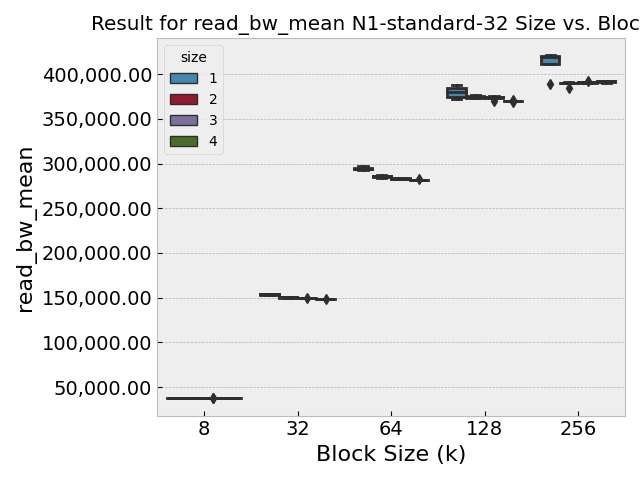 Result for read_bw_mean N1-standard-32 Size vs. Bloc
size
1
2
3
4
400,000.00
350,000.00
300,000.00
250,000.00
200,000.00
150,000.00
100,000.00
50,000.00
read_bw_mean
8 32 64 128 256
Block Size (k)